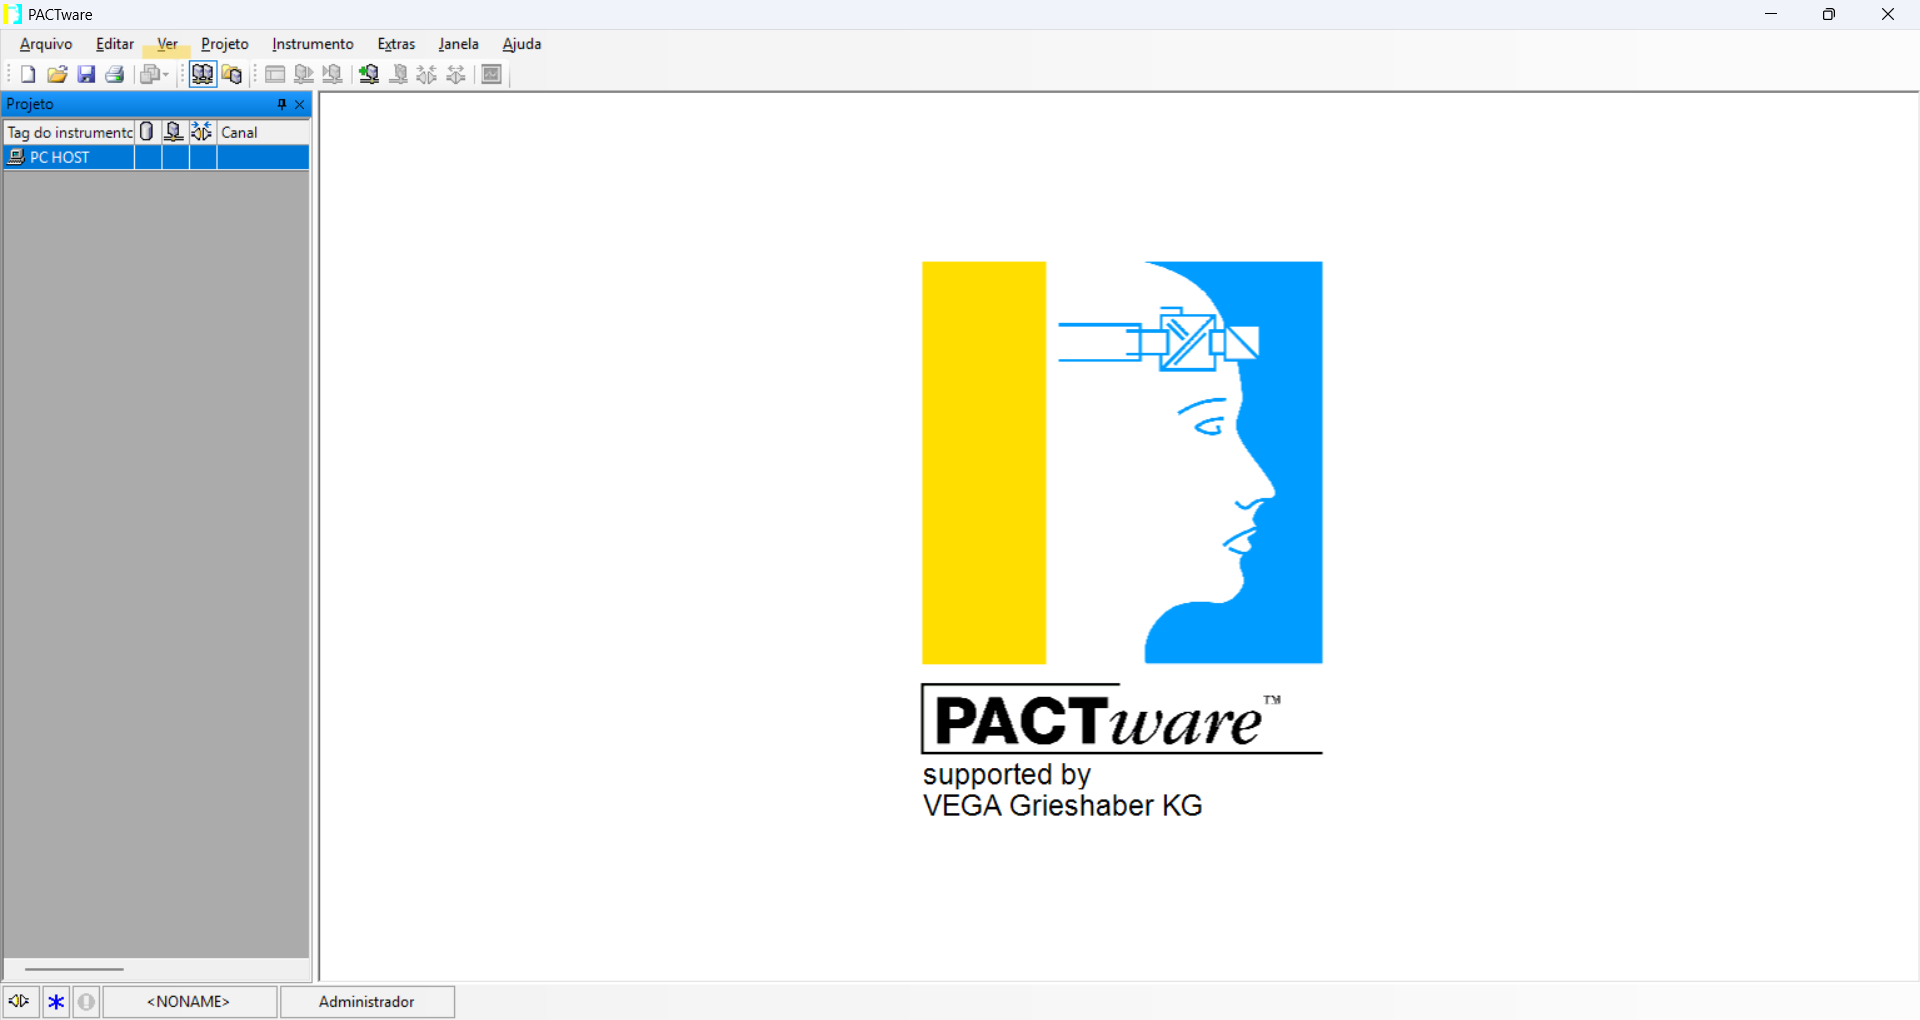 PACTware
Arquivo Editar Ver Projeto Instrumento Extras Janela Ajuda
Projeto
Tag do instrumentc Canal
PC HOST
PACTware™
supported by
VEGA Grieshaber KG
<NONAME> Administrador